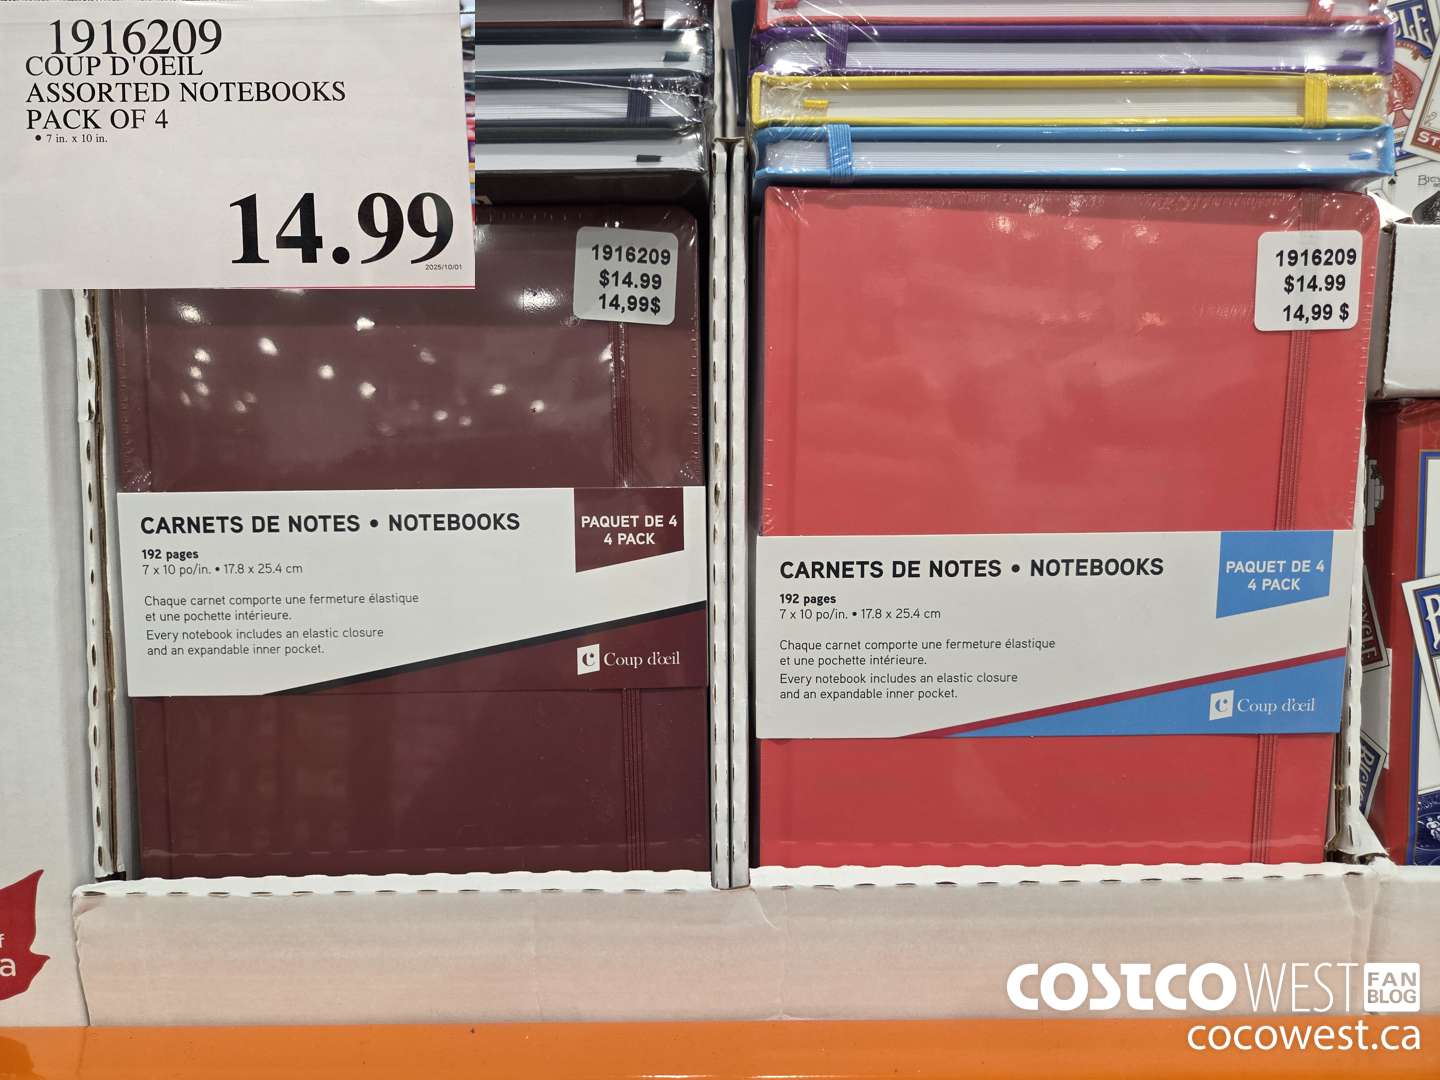 1916209
COUP D'OEIL
ASSORTED NOTEBOOKS
PACK OF 4
• 7 in. x 10 in.
14.99
2025/10/01
1916209
$14.99
14,99$
CARNETS DE NOTES • NOTEBOOKS
192 pages
7 x 10 po/in. • 17.8 x 25.4 cm
Chaque carnet comporte une fermeture élastique
et une pochette intérieure.
Every notebook includes an elastic closure
and an expandable inner pocket.
PAQUET DE 4
4 PACK
C Coup d'œil
1916209
$14.99
14,99 $
CARNETS DE NOTES • NOTEBOOKS
192 pages
7 x 10 po/in. • 17.8 x 25.4 cm
Chaque carnet comporte une fermeture élastique
et une pochette intérieure.
Every notebook includes an elastic closure
and an expandable inner pocket.
PAQUET DE 4
4 PACK
C Coup d'œil
COSTCO WEST FAN BLOG
cocowest.ca